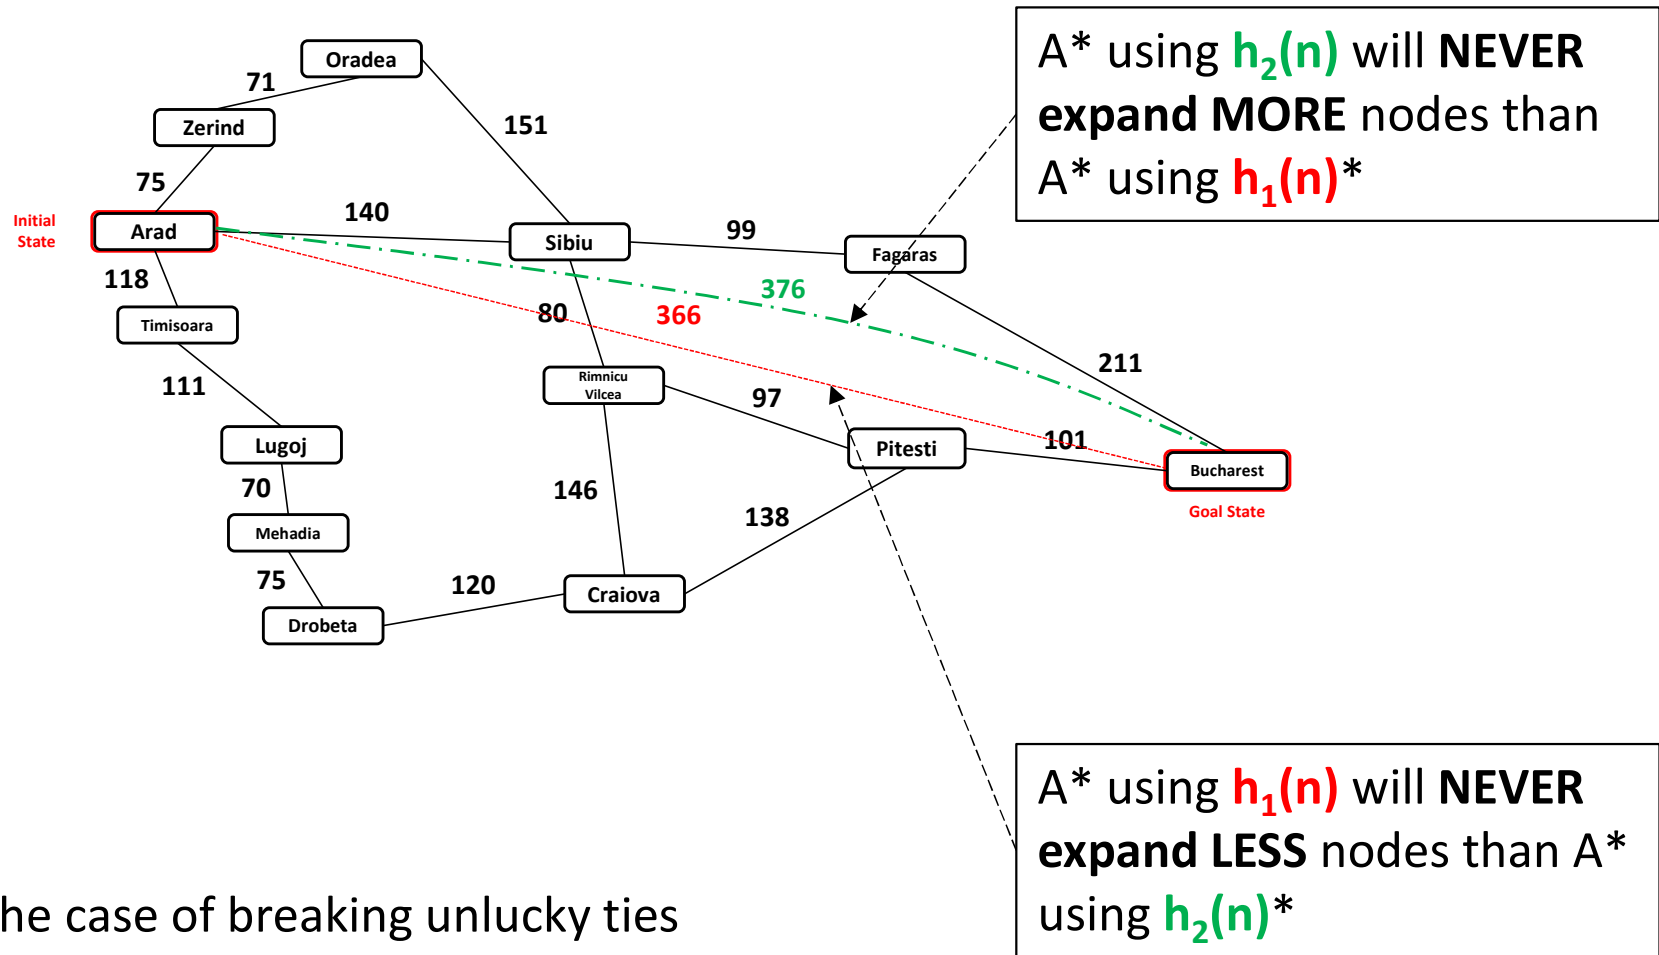 Oradea
71
Zerind
151
75
Initial
State
Arad
140
Sibiu
99
Fagaras
118
Timisoara
376
80
366
111
211
Rimnicu
Vilcea
97
Lugoj
Pitesti
101
Bucharest
70
146
Goal State
Mehadia
138
75
120
Craiova
Drobeta
A* using h₂(n) will NEVER
expand MORE nodes than
A* using h₁(n)*
A* using h₁(n) will NEVER
expand LESS nodes than A*
using h₂(n)*
he case of breaking unlucky ties